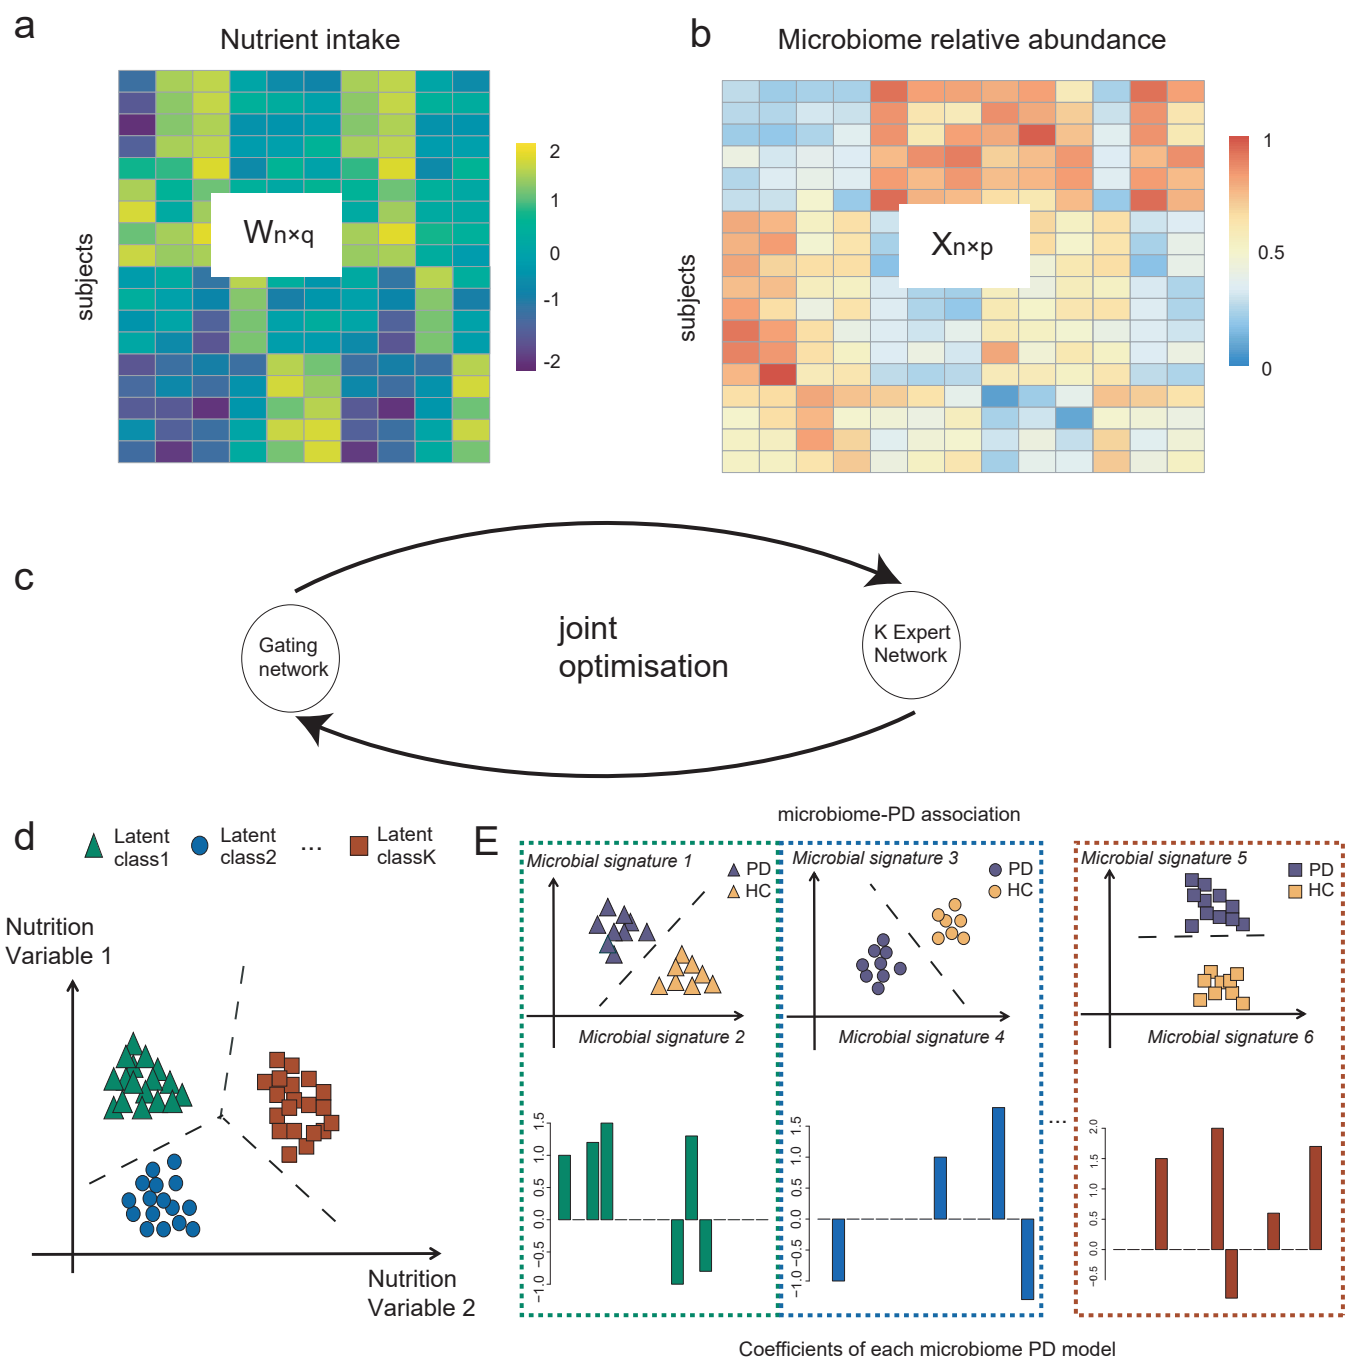 a
Nutrient intake
subjects
Wn×q
2
1
0
-1
-2
b
Microbiome relative abundance
subjects
Xn×p
1
0.5
0
c
Gating
network
joint
optimisation
K Expert
Network
d
Latent
class1
Latent
class2
...
Latent
classK
Nutrition
Variable 1
Nutrition
Variable 2
E
microbiome-PD association
Microbial signature 1
PD
HC
Microbial signature 2
Microbial signature 3
PD
HC
Microbial signature 4
Microbial signature 5
PD
HC
Microbial signature 6
1.5
1.0
0.5
0.0
−0.5
−1.0
1.5
1.0
0.5
0.0
−0.5
−1.0
...
2.0
1.5
1.0
0.5
0.0
−0.5
Coefficients of each microbiome PD model